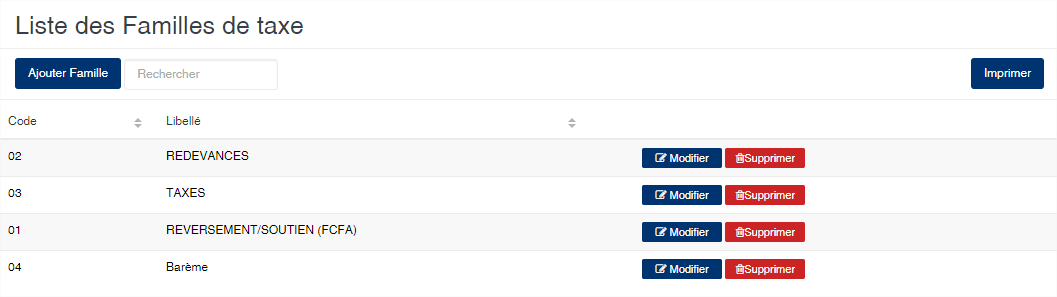 Liste des Familles de taxe
Ajouter Famille Rechercher Imprimer
Code Libellé
02 REDEVANCES Modifier Supprimer
03 TAXES Modifier Supprimer
01 REVERSEMENT/SOUTIEN (FCFA) Modifier Supprimer
04 Barème Modifier Supprimer